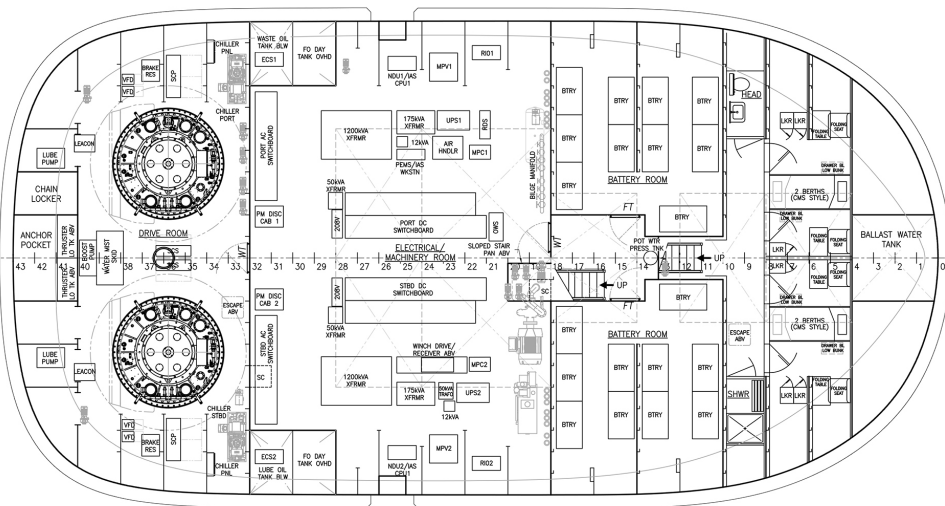 CHILLER
PNL
WASTE OIL
TANK BLW
ECS1
FO DAY
TANK OVHD
NDU1/IAS
CPU1
MPV1
RIO1
VFD
VFD
BRAKE
RES
SCP
CHILLER
PORT
LEACON
LUBE
PUMP
CHAIN
LOCKER
ANCHOR
POCKET
THRUSTER
LO TK ABV
THRUSTER
LO TK ABV
BOOST
PUMP
WATER MIST
SKID
DRIVE ROOM
WT
PORT AC
SWITCHBOARD
PM DISC
CAB 1
1200kVA
XFRMR
50kVA
XFRMR
208V
175kVA
XFRMR
UPS1
RDS
12kVA
AIR
HNDLR
MPC1
PEMS/IAS
WKSTN
PORT DC
SWITCHBOARD
OWS
SLOPED STAIR
PAN ABV
ELECTRICAL/
MACHINERY ROOM
BILGE MANIFOLD
WT
BTRY
BTRY
BTRY
BTRY
BTRY
BTRY
BTRY
BTRY
BTRY
BATTERY ROOM
FT
BTRY
POT WTR
PRESS TNK
UP
UP
FT
HEAD
LKR
LKR
FOLDING
TABLE
FOLDING
SEAT
DRAWER BL
LOW BUNK
2 BERTHS
(CMS STYLE)
DRAWER BL
LOW BUNK
FOLDING
TABLE
FOLDING
SEAT
BALLAST WATER
TANK
43 42 41 40 39 38 37 36 35 34 33 32 31 30 29 28 27 26 25 24 23 22 21 20 19 18 17 16 15 14 13 12 11 10 9 8 7 6 5 4 3 2 1 0
LKR
FOLDING
TABLE
FOLDING
SEAT
DRAWER BL
LOW BUNK
2 BERTHS
(CMS STYLE)
DRAWER BL
LOW BUNK
LKR
LKR
FOLDING
TABLE
FOLDING
SEAT
ESCAPE
ABV
PM DISC
CAB 2
STBD AC
SWITCHBOARD
SC
208V
50kVA
XFRMR
STBD DC
SWITCHBOARD
SC
WINCH DRIVE/
RECEIVER ABV
MPC2
1200kVA
XFRMR
175kVA
XFRMR
50kVA
TRAFO
UPS2
12kVA
BTRY
BATTERY ROOM
BTRY
BTRY
BTRY
BTRY
BTRY
BTRY
BTRY
BTRY
BTRY
ESCAPE
ABV
SHWR
LUBE
PUMP
LEACON
CHILLER
STBD
VFD
VFD
BRAKE
RES
SCP
CHILLER
PNL
ECS2
LUBE OIL
TANK BLW
FO DAY
TANK OVHD
NDU2/IAS
CPU1
MPV2
RIO2